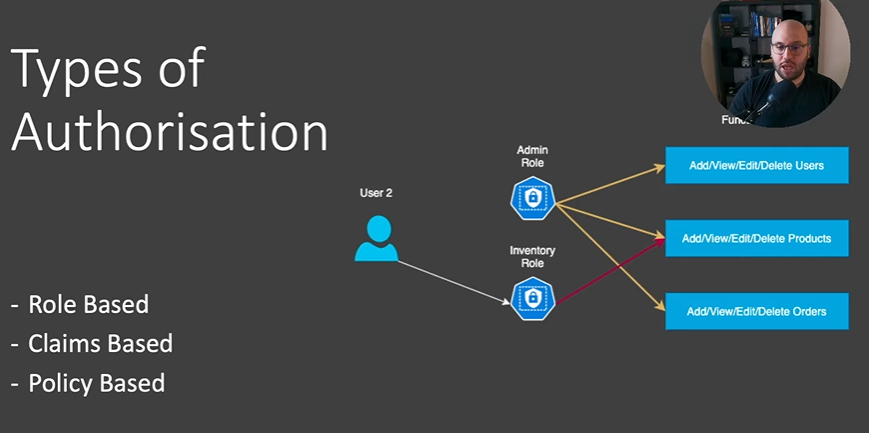 Types of
Authorisation
- Role Based
- Claims Based
- Policy Based
User 2
Admin
Role
Inventory
Role
Add/View/Edit/Delete Users
Add/View/Edit/Delete Products
Add/View/Edit/Delete Orders